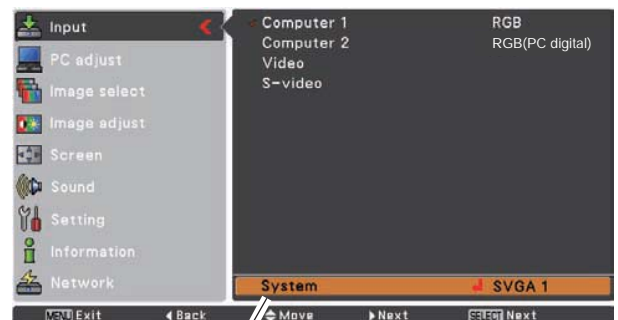 Input
PC adjust
Image select
Image adjust
Screen
Sound
Setting
Information
Network
Computer 1 RGB
Computer 2 RGB(PC digital)
Video
S-video
System SVGA 1
MENU Exit Back Move Next SELECT Next